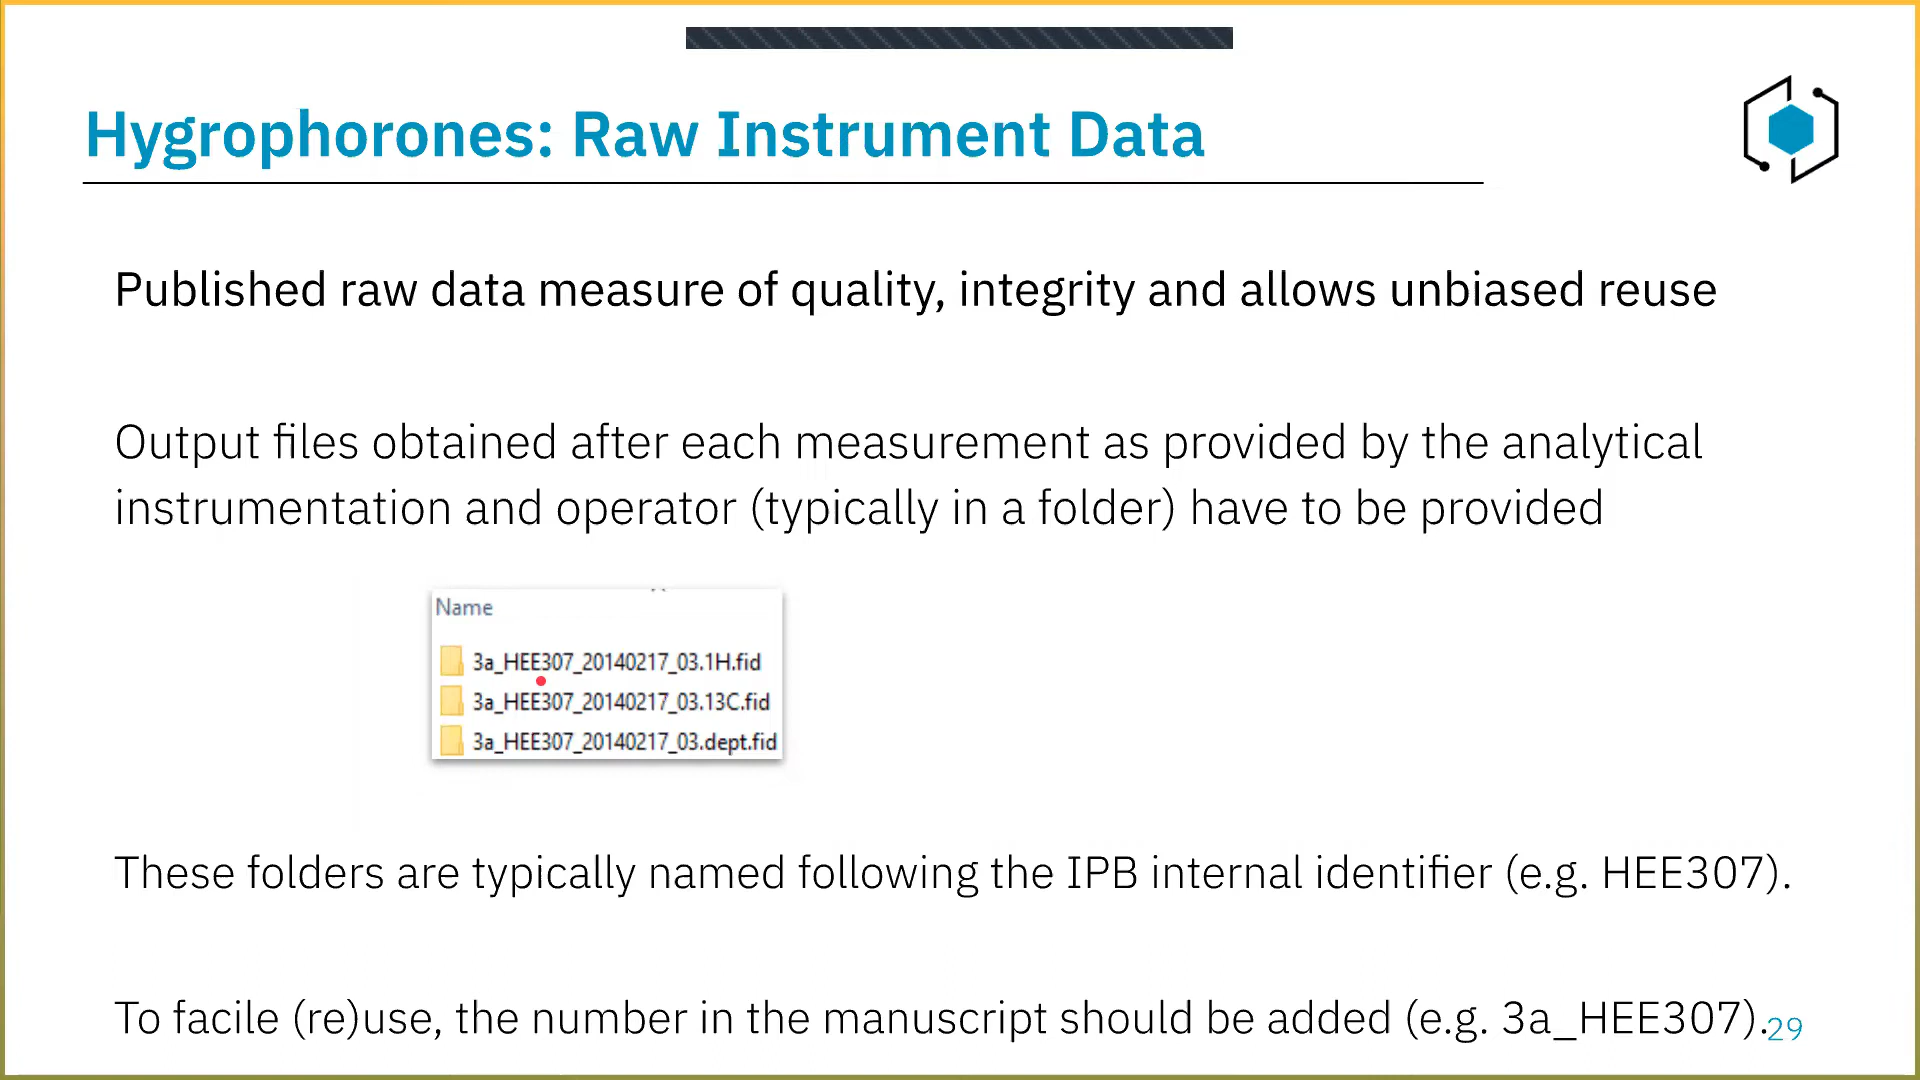 Hygrophorones: Raw Instrument Data
Published raw data measure of quality, integrity and allows unbiased reuse
Output files obtained after each measurement as provided by the analytical
instrumentation and operator (typically in a folder) have to be provided
Name
3a_HEE307_20140217_03.1H.fid
3a_HEE307_20140217_03.13C.fid
3a_HEE307_20140217_03.dept.fid
These folders are typically named following the IPB internal identifier (e.g. HEE307).
To facile (re)use, the number in the manuscript should be added (e.g. 3a_HEE307).
29